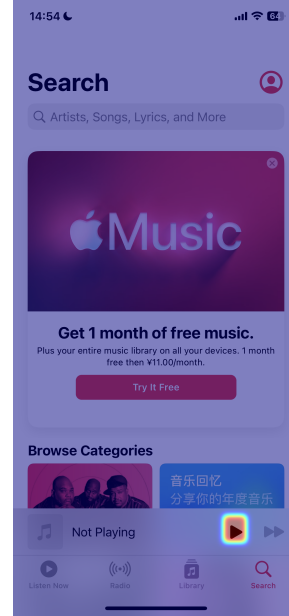 14:54
64
Search
Artists, Songs, Lyrics, and More
Music
Get 1 month of free music.
Plus your entire music library on all your devices. 1 month
free then ¥11.00/month.
Try It Free
Browse Categories
音乐回忆
分享你的年度音乐
Not Playing
Listen Now
Radio
Library
Search